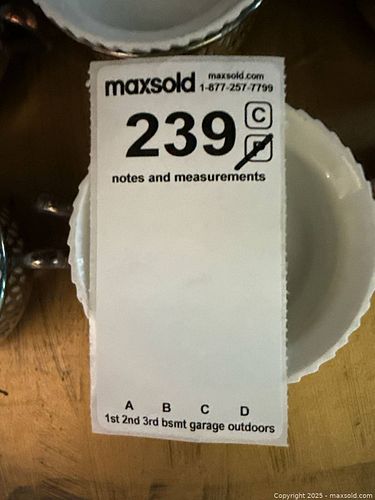 maxsold
maxsold.com
1-877-257-7799
239
C
notes and measurements
A B C D
1st 2nd 3rd bsmt garage outdoors
Copyright 2025 - maxsold.com